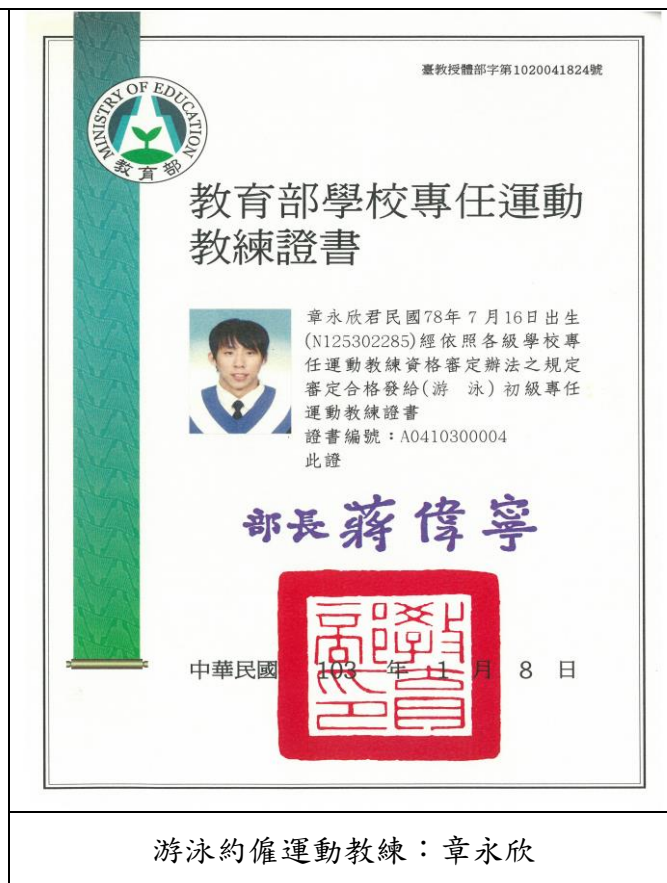 臺教授體部字第1020041824號
MINISTRY OF EDUCATION
教育部
教育部學校專任運動
教練證書
章永欣君民國78年7月16日出生
(N125302285)經依照各級學校專
任運動教練資格審定辦法之規定
審定合格發給(游 泳)初級專任
運動教練證書
證書編號：A0410300004
此證
部長蔣偉寧
教育部印
中華民國 103 年 1 月 8 日
游泳約僱運動教練：章永欣